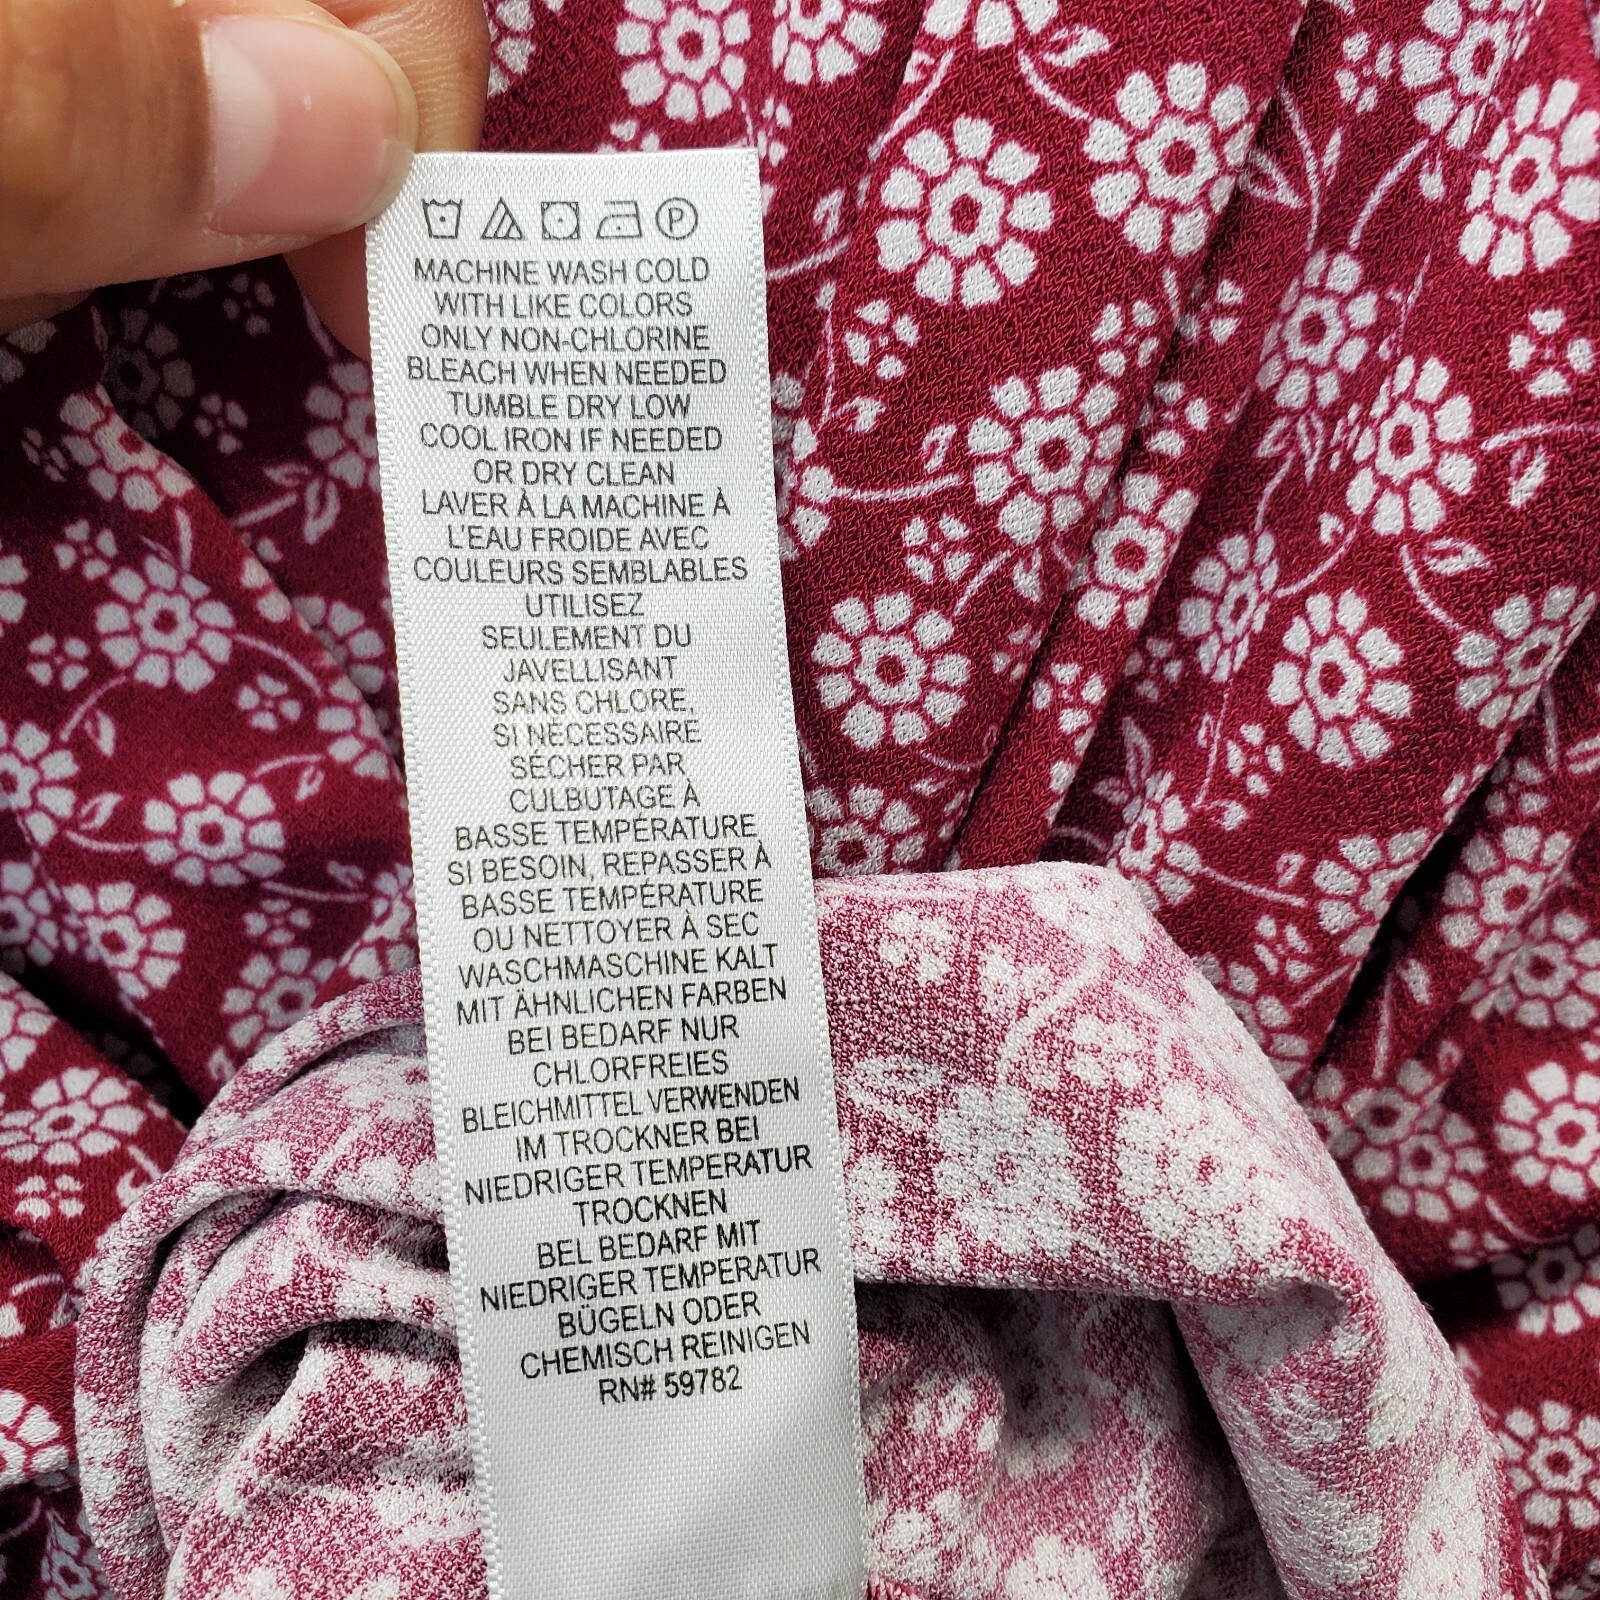 P
MACHINE WASH COLD
WITH LIKE COLORS
ONLY NON-CHLORINE
BLEACH WHEN NEEDED
TUMBLE DRY LOW
COOL IRON IF NEEDED
OR DRY CLEAN
LAVER À LA MACHINE À
L'EAU FROIDE AVEC
COULEURS SEMBLABLES
UTILISEZ
SEULEMENT DU
JAVELLISANT
SANS CHLORE,
SI NÉCESSAIRE
SÉCHER PAR
CULBUTAGE À
BASSE TEMPÉRATURE
SI BESOIN, REPASSER À
BASSE TEMPÉRATURE
OU NETTOYER À SEC
WASCHMASCHINE KALT
MIT ÄHNLICHEN FARBEN
BEI BEDARF NUR
CHLORFREIES
BLEICHMITTEL VERWENDEN
IM TROCKNER BEI
NIEDRIGER TEMPERATUR
TROCKNEN
BEL BEDARF MIT
NIEDRIGER TEMPERATUR
BÜGELN ODER
CHEMISCH REINIGEN
RN# 59782